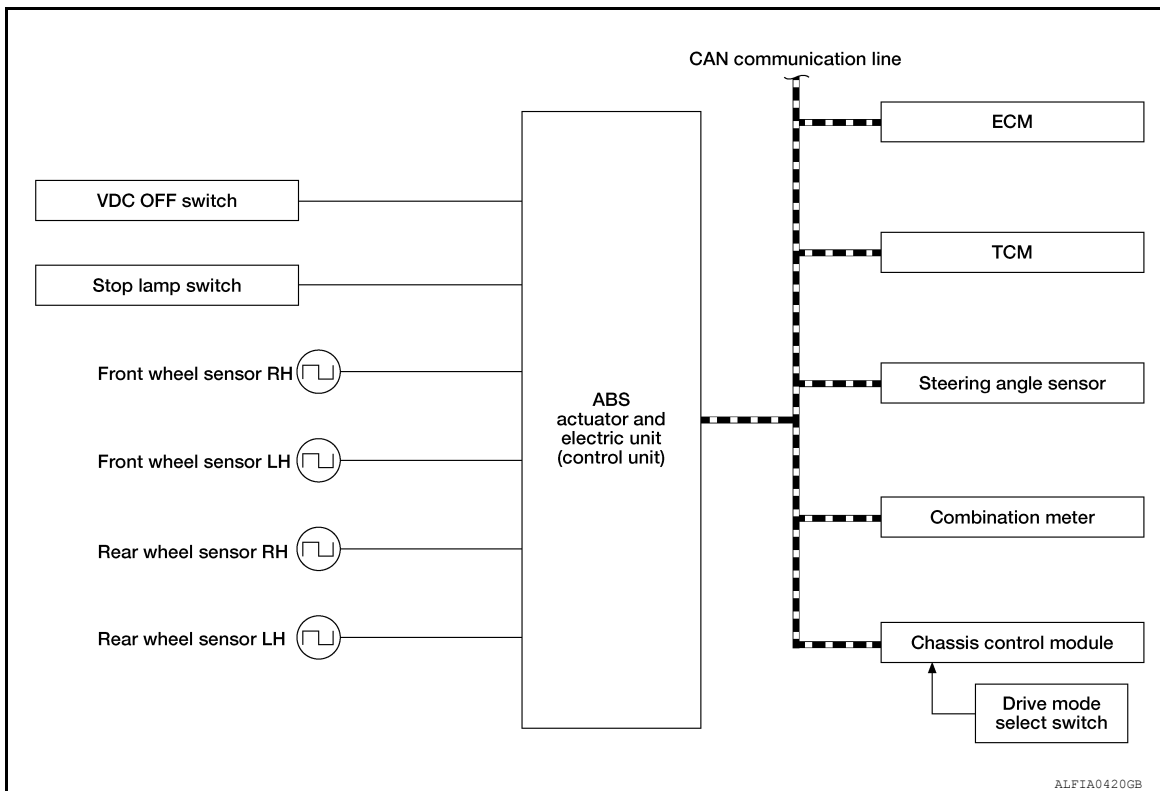 CAN communication line
ECM
VDC OFF switch
TCM
Stop lamp switch
Front wheel sensor RH
Steering angle sensor
ABS
actuator and
electric unit
(control unit)
Front wheel sensor LH
Combination meter
Rear wheel sensor RH
Rear wheel sensor LH
Chassis control module
Drive mode
select switch
ALFIA0420GB